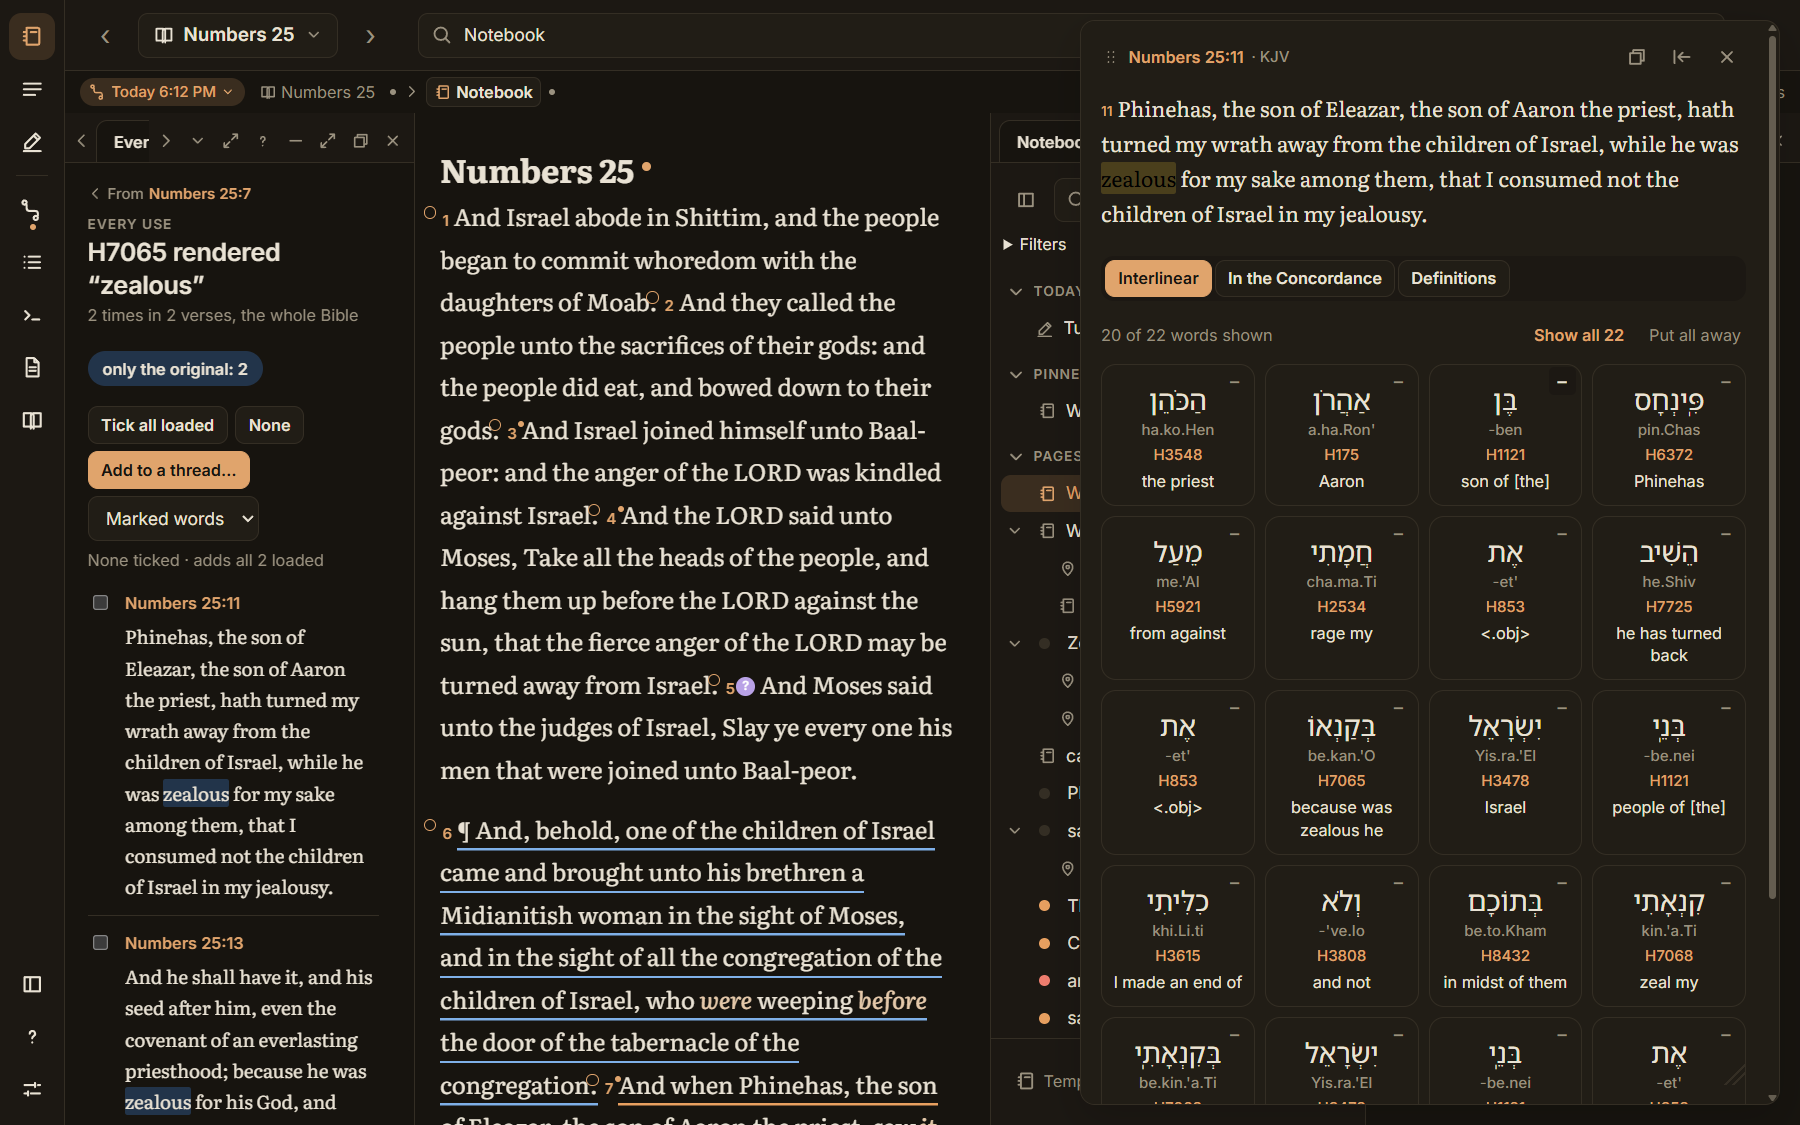 Numbers 25
Notebook
Today 6:12 PM
Numbers 25
Notebook
Ever
From Numbers 25:7
EVERY USE
H7065 rendered
“zealous”
2 times in 2 verses, the whole Bible
only the original: 2
Tick all loaded
None
Add to a thread...
Marked words
None ticked · adds all 2 loaded
Numbers 25:11
Phinehas, the son of
Eleazar, the son of Aaron
the priest, hath turned my
wrath away from the
children of Israel, while he
was zealous for my sake
among them, that I
consumed not the children
of Israel in my jealousy.
Numbers 25:13
And he shall have it, and his
seed after him, even the
covenant of an everlasting
priesthood; because he was
zealous for his God, and
Numbers 25
1 And Israel abode in Shittim, and the people
began to commit whoredom with the
daughters of Moab. 2 And they called the
people unto the sacrifices of their gods: and
the people did eat, and bowed down to their
gods. 3 And Israel joined himself unto Baal-
peor: and the anger of the LORD was kindled
against Israel. 4 And the LORD said unto
Moses, Take all the heads of the people, and
hang them up before the LORD against the
sun, that the fierce anger of the LORD may be
turned away from Israel. 5 ? And Moses said
unto the judges of Israel, Slay ye every one his
men that were joined unto Baal-peor.
6 ¶ And, behold, one of the children of Israel
came and brought unto his brethren a
Midianitish woman in the sight of Moses,
and in the sight of all the congregation of the
children of Israel, who were weeping before
the door of the tabernacle of the
congregation. 7 And when Phinehas, the son
of Eleazar, the son of Aaron the priest, saw it
Filters
TODAY
Tu
PINNE
W
PAGES
W
W
Ze
ca
Pl
sa
Tl
C
ar
sa
Temp
Numbers 25:11 · KJV
11 Phinehas, the son of Eleazar, the son of Aaron the priest, hath
turned my wrath away from the children of Israel, while he was
zealous for my sake among them, that I consumed not the
children of Israel in my jealousy.
Interlinear
In the Concordance
Definitions
20 of 22 words shown
Show all 22
Put all away
הַכֹּהֵן אַהֲרֹן בֶּן פִּֽינְחָס
ha.ko.Hen a.ha.Ron' -ben pin.Chas
H3548 H175 H1121 H6372
the priest Aaron son of [the] Phinehas
מֵעַל חֲמָתִי אֶת הֵשִׁיב
me.'Al cha.ma.Ti -et' he.Shiv
H5921 H2534 H853 H7725
from against rage my <.obj> he has turned
back
אֶת בְּקַנְאוֹ יִשְׂרָאֵל בְּנֵֽי
-et' be.kan.'O Yis.ra.'El -be.nei
H853 H7065 H3478 H1121
<.obj> because was Israel people of [the]
zealous he
כִלִּיתִי וְלֹא בְּתוֹכָם קִנְאָתִי
khi.Li.ti -'ve.lo be.to.Kham kin.'a.Ti
H3615 H3808 H8432 H7068
I made an end of and not in midst of them zeal my
בְּקִנְאָתִֽי יִשְׂרָאֵל בְּנֵֽי אֶת
be.kin.'a.Ti Yis.ra.'El -be.nei -et'